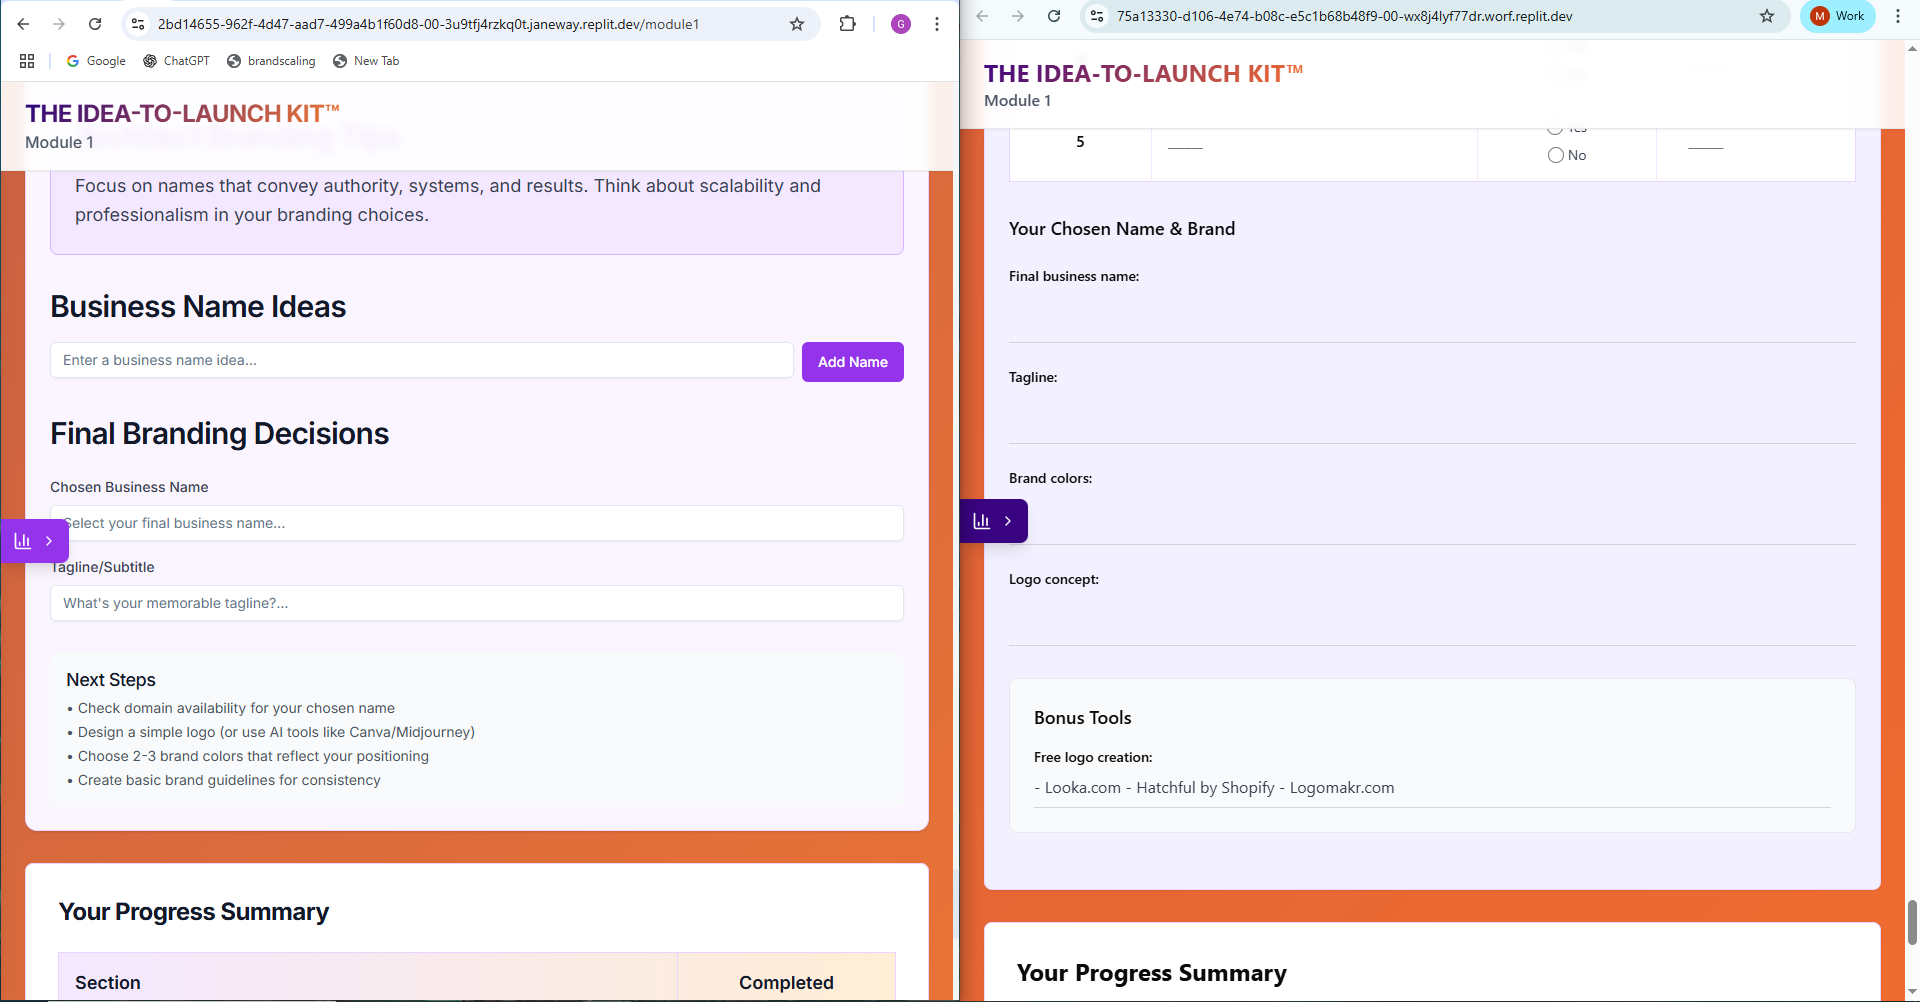 2bd14655-962f-4d47-aad7-499a4b1f60d8-00-3u9tfj4rzkq0t.janeway.replit.dev/module1
G
Google
ChatGPT
brandscaling
New Tab
THE IDEA-TO-LAUNCH KIT™
Module 1
Architect Branding Tips
Focus on names that convey authority, systems, and results. Think about scalability and
professionalism in your branding choices.
Business Name Ideas
Enter a business name idea...
Add Name
Final Branding Decisions
Chosen Business Name
Select your final business name...
Tagline/Subtitle
What's your memorable tagline?...
Next Steps
• Check domain availability for your chosen name
• Design a simple logo (or use AI tools like Canva/Midjourney)
• Choose 2-3 brand colors that reflect your positioning
• Create basic brand guidelines for consistency
Your Progress Summary
Section
Completed
75a13330-d106-4e74-b08c-e5c1b68b48f9-00-wx8j4lyf77dr.worf.replit.dev
M
Work
THE IDEA-TO-LAUNCH KIT™
Module 1
5
______
Yes
No
______
Your Chosen Name & Brand
Final business name:
Tagline:
Brand colors:
Logo concept:
Bonus Tools
Free logo creation:
- Looka.com - Hatchful by Shopify - Logomakr.com
Your Progress Summary